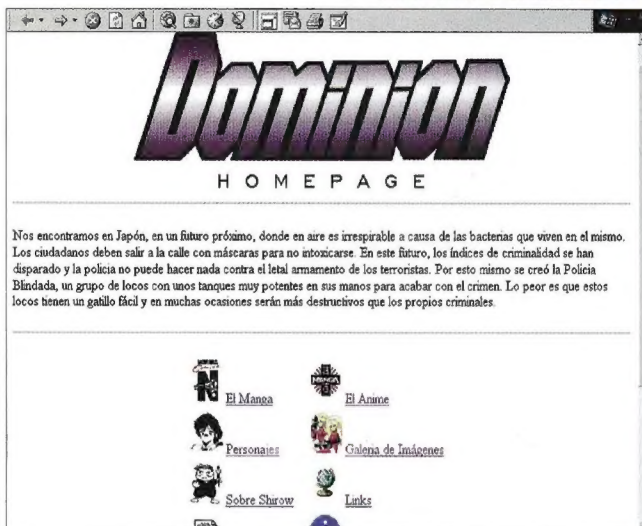 Dominion
HOMEPAGE
Nos encontramos en Japón, en un futuro próximo, donde en aire es irrespirable a causa de las bacterias que viven en el mismo.
Los ciudadanos deben salir a la calle con máscaras para no intoxicarse. En este futuro, los índices de criminalidad se han
disparado y la policia no puede hacer nada contra el letal armamento de los terroristas. Por esto mismo se creó la Policia
Blindada, un grupo de locos con unos tanques muy potentes en sus manos para acabar con el crimen. Lo peor es que estos
locos tienen un gatillo fácil y en muchas ocasiones serán más destructivos que los propios criminales.
El Manga
MANGA
El Anime
Personajes
Galeria de Imágenes
Sobre Shirow
Links